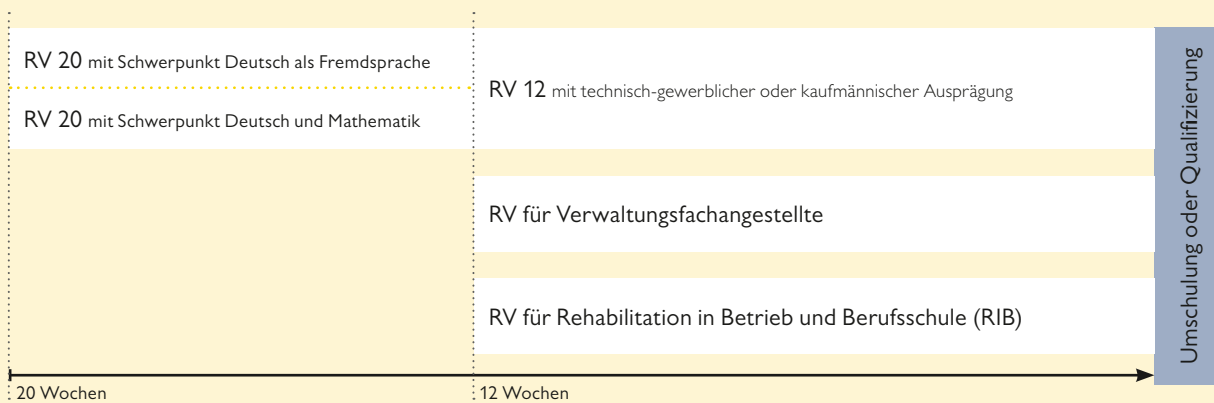 RV 20 mit Schwerpunkt Deutsch als Fremdsprache
RV 20 mit Schwerpunkt Deutsch und Mathematik
RV 12 mit technisch-gewerblicher oder kaufmännischer Ausprägung
RV für Verwaltungsfachangestellte
RV für Rehabilitation in Betrieb und Berufsschule (RIB)
Umschulung oder Qualifizierung
20 Wochen
12 Wochen